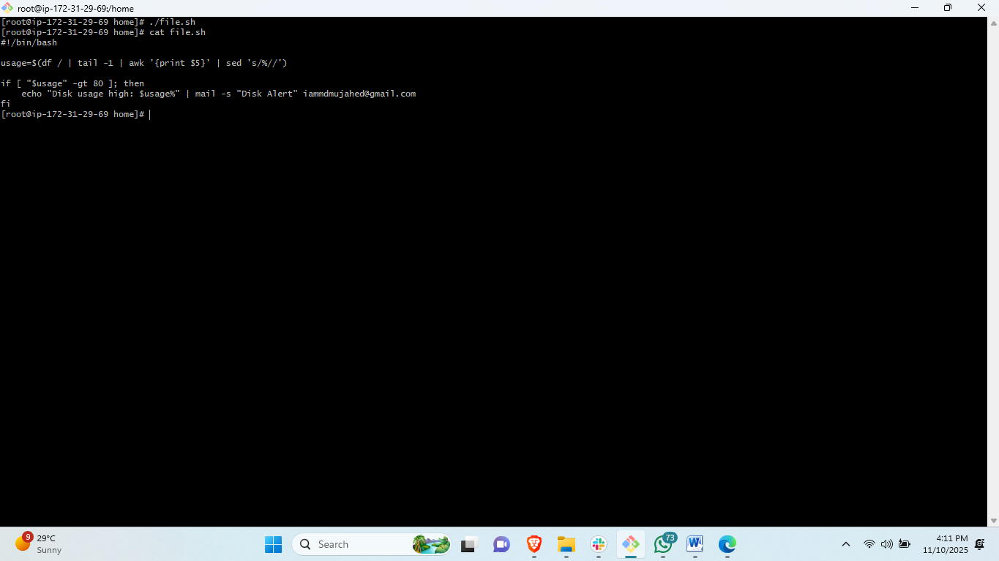 root@ip-172-31-29-69:/home
[root@ip-172-31-29-69 home]# ./file.sh
[root@ip-172-31-29-69 home]# cat file.sh
#!/bin/bash
usage=$(df / | tail -1 | awk '{print $5}' | sed 's/%//')
if [ "$usage" -gt 80 ]; then
    echo "Disk usage high: $usage%" | mail -s "Disk Alert" iammdmujahed@gmail.com
fi
[root@ip-172-31-29-69 home]#
9
29°C
Sunny
Search
73
4:11 PM
11/10/2025